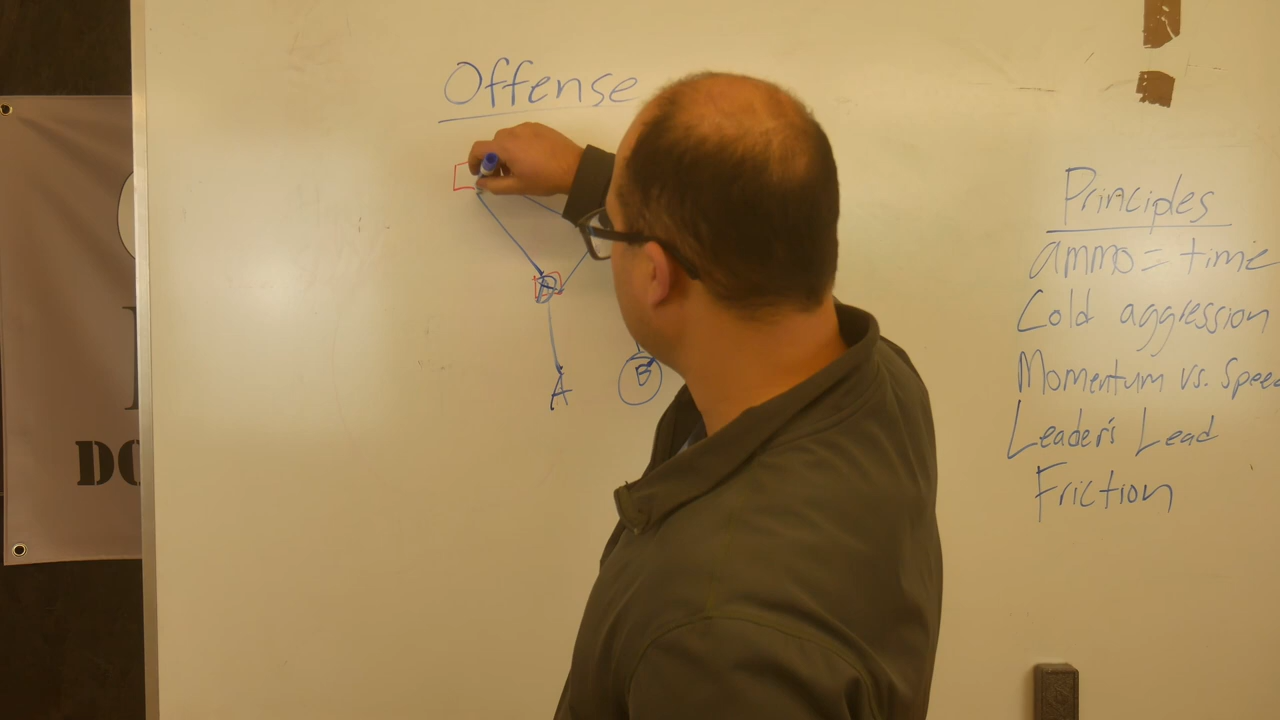 Offense
A
B
Principles
ammo = time
Cold aggression
Momentum vs. Speed
Leader's Lead
Friction
DO